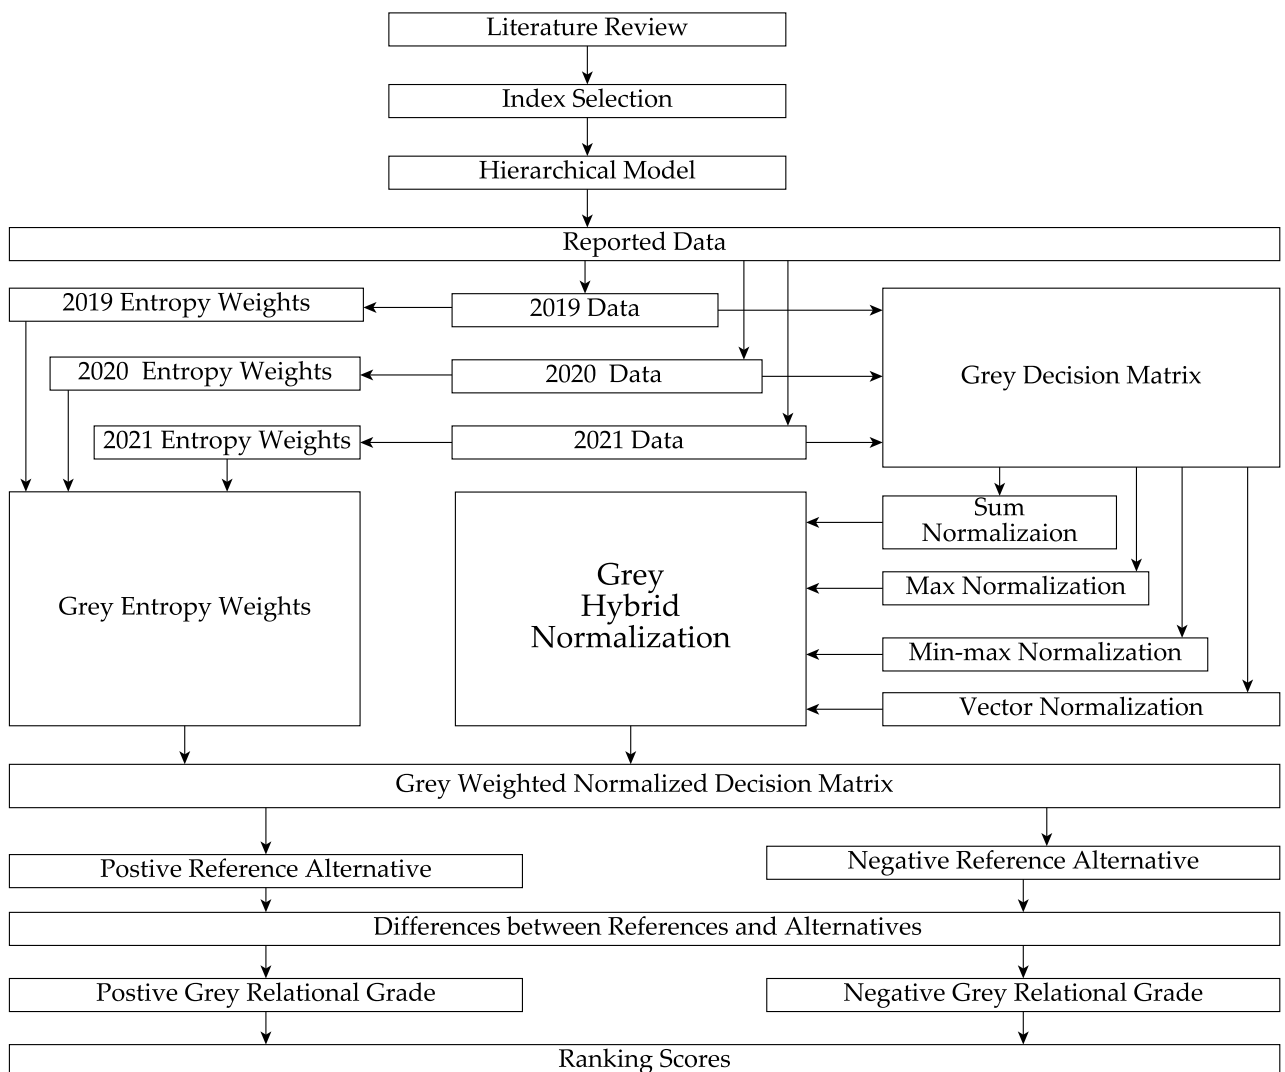 Literature Review
Index Selection
Hierarchical Model
Reported Data
2019 Entropy Weights
2019 Data
2020  Entropy Weights
2020  Data
Grey Decision Matrix
2021 Entropy Weights
2021 Data
Sum
Normalizaion
Grey
Hybrid
Normalization
Max Normalization
Grey Entropy Weights
Min-max Normalization
Vector Normalization
Grey Weighted Normalized Decision Matrix
Postive Reference Alternative
Negative Reference Alternative
Differences between References and Alternatives
Postive Grey Relational Grade
Negative Grey Relational Grade
Ranking Scores